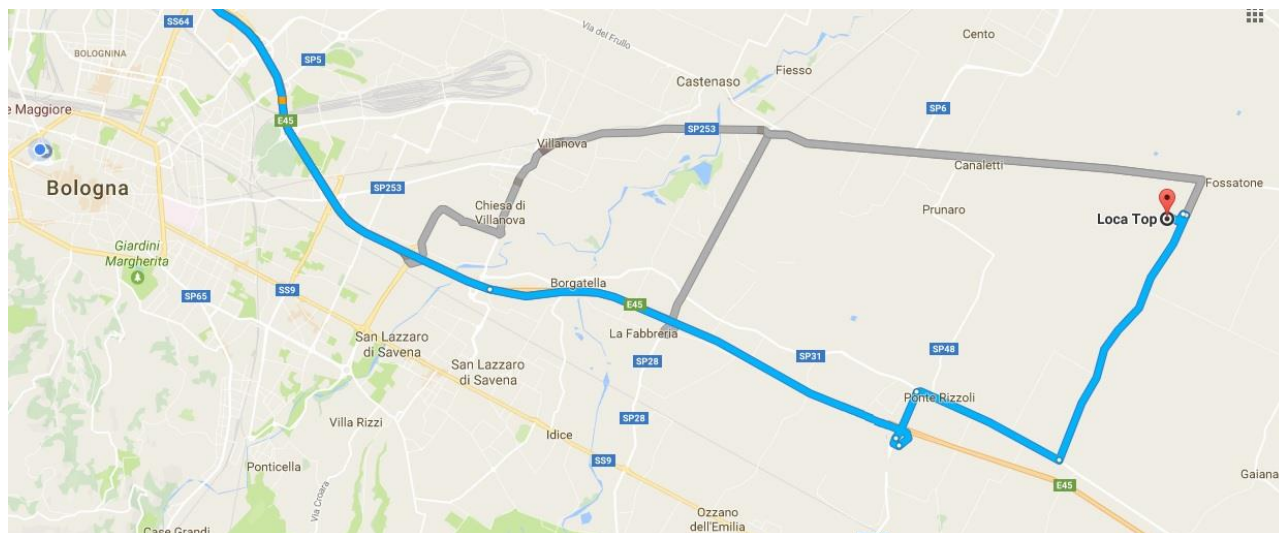 SS64
BOLOGNINA
SP5
Via del Frullo
Cento
Fiesso
Castenaso
e Maggiore
SP6
E45
SP253
Villanova
Canaletti
Fossatone
Bologna
SP253
Chiesa di
Villanova
Prunaro
Loca Top
Giardini
Margherita
SP65
SS9
Borgatella
E45
La Fabbreria
San Lazzaro
di Savena
San Lazzaro
di Savena
SP28
SP31
SP48
Ponte Rizzoli
Villa Rizzi
SP28
Idice
Ponticella
SS9
Via Croara
E45
Gaiana
Ozzano
dell'Emilia
Case Grandi